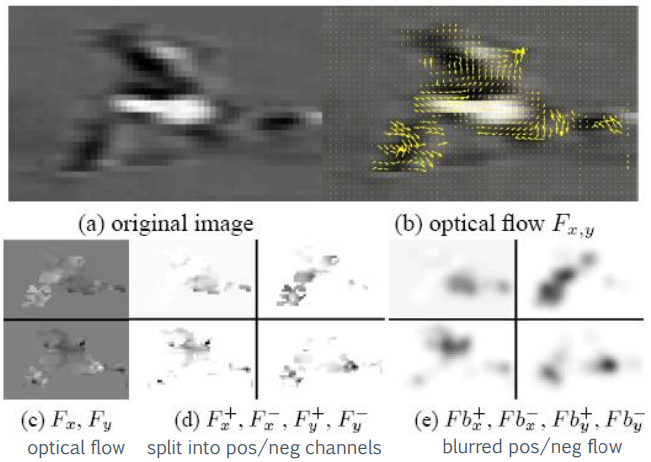 (a) original image
(b) optical flow F_{x,y}
(c) F_x, F_y
(d) F_x^+, F_x^-, F_y^+, F_y^-
(e) Fb_x^+, Fb_x^-, Fb_y^+, Fb_y^-
optical flow
split into pos/neg channels
blurred pos/neg flow